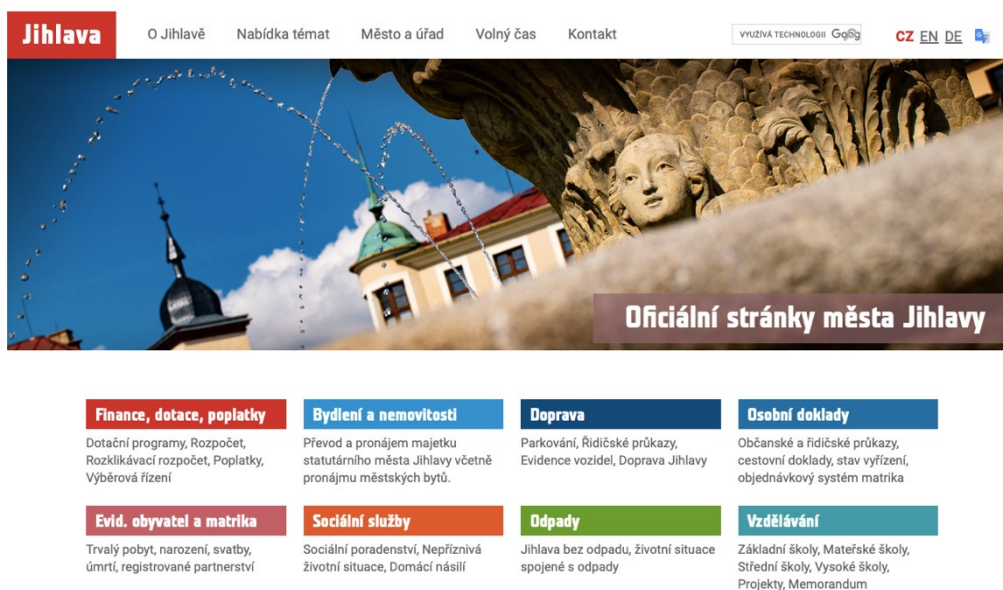 Jihlava
O Jihlavě
Nabídka témat
Město a úřad
Volný čas
Kontakt
VYUŽÍVÁ TECHNOLOGII
CZ EN DE
Oficiální stránky města Jihlavy
Finance, dotace, poplatky
Dotační programy, Rozpočet,
Rozklikávací rozpočet, Poplatky,
Výběrová řízení
Bydlení a nemovitosti
Převod a pronájem majetku
statutárního města Jihlavy včetně
pronájmu městských bytů.
Doprava
Parkování, Řidičské průkazy,
Evidence vozidel, Doprava Jihlavy
Osobní doklady
Občanské a řidičské průkazy,
cestovní doklady, stav vyřízení,
objednávkový systém matrika
Evid. obyvatel a matrika
Trvalý pobyt, narození, svatby,
úmrtí, registrované partnerství
Sociální služby
Sociální poradenství, Nepříznivá
životní situace, Domácí násilí
Odpady
Jihlava bez odpadu, životní situace
spojené s odpady
Vzdělávání
Základní školy, Mateřské školy,
Střední školy, Vysoké školy,
Projekty, Memorandum